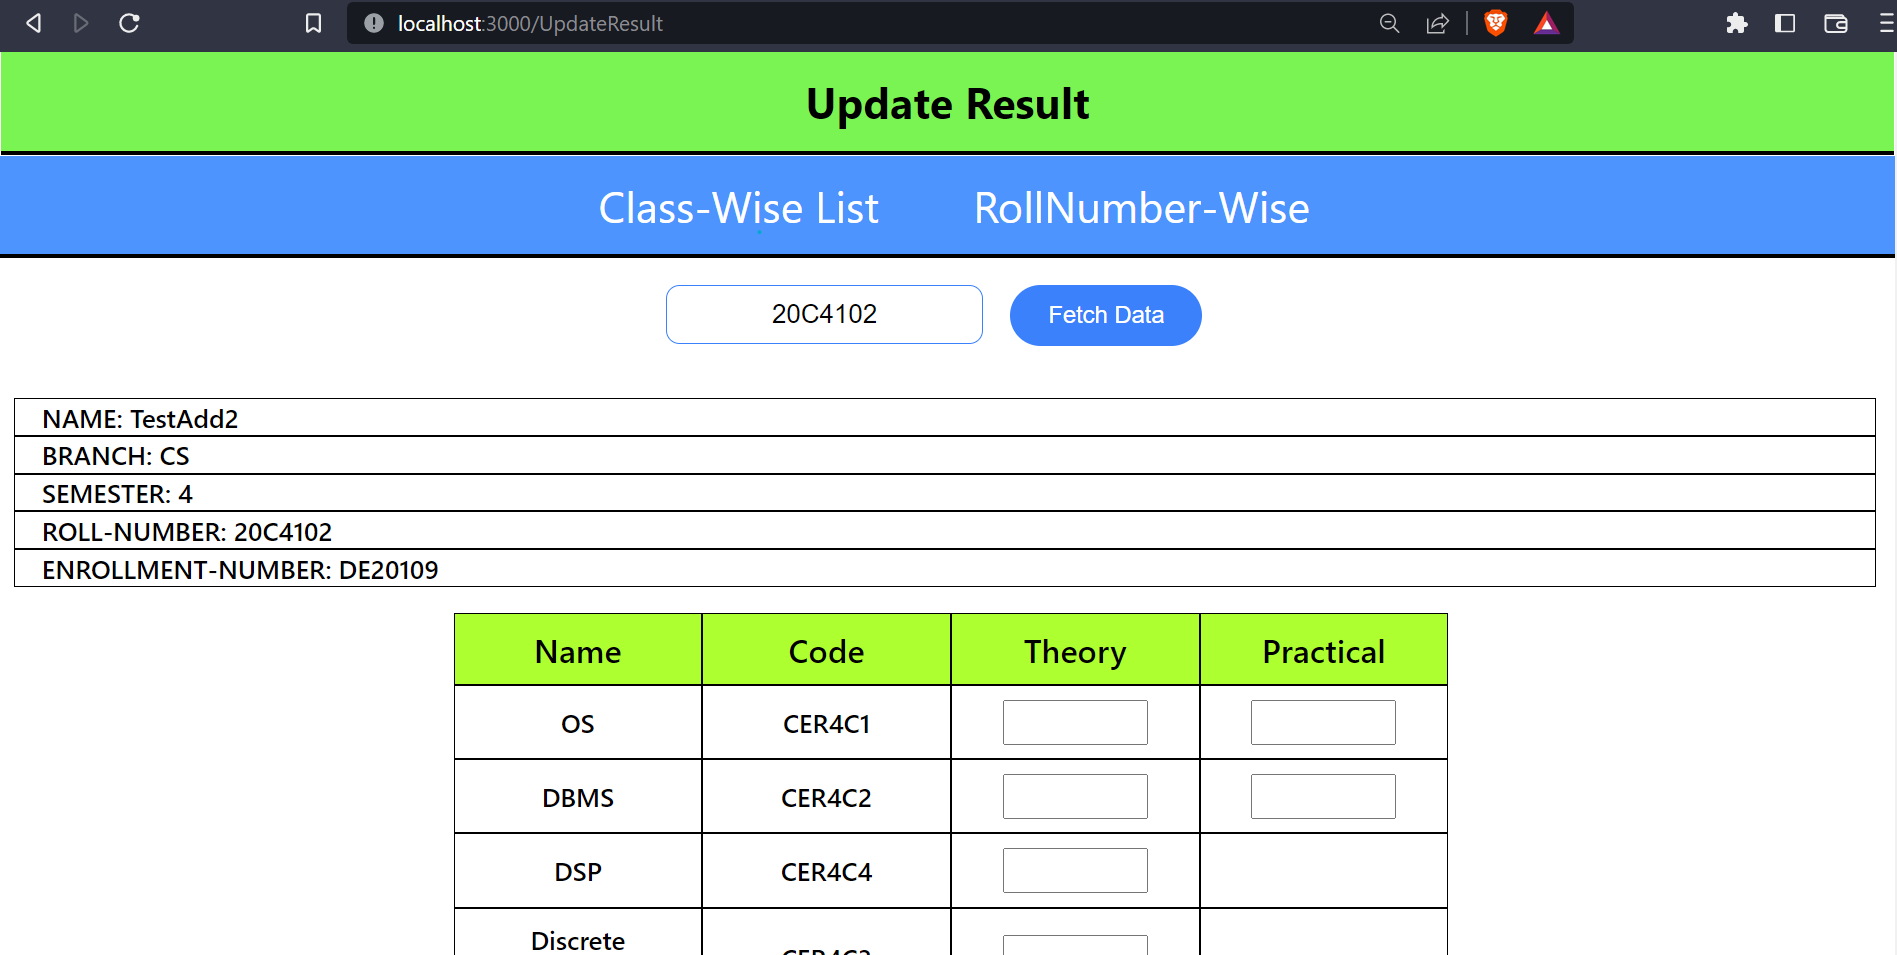 localhost:3000/UpdateResult
Update Result
Class-Wise List RollNumber-Wise
20C4102 Fetch Data
NAME: TestAdd2
BRANCH: CS
SEMESTER: 4
ROLL-NUMBER: 20C4102
ENROLLMENT-NUMBER: DE20109
Name Code Theory Practical
OS CER4C1
DBMS CER4C2
DSP CER4C4
Discrete